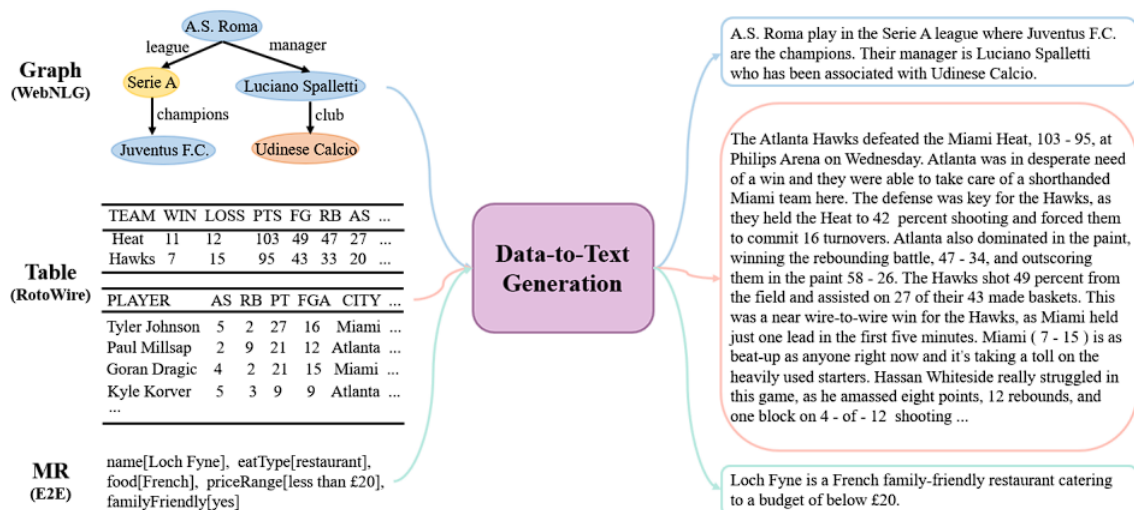 A.S. Roma
league
manager
Graph
(WebNLG)
Serie A
Luciano Spalletti
champions
club
Juventus F.C.
Udinese Calcio
TEAM WIN LOSS PTS FG RB AS ...
Heat 11 12 103 49 47 27 ...
Hawks 7 15 95 43 33 20 ...
Table
(RotoWire)
PLAYER AS RB PT FGA CITY ...
Tyler Johnson 5 2 27 16 Miami ...
Paul Millsap 2 9 21 12 Atlanta ...
Goran Dragic 4 2 21 15 Miami ...
Kyle Korver 5 3 9 9 Atlanta ...
...
MR
(E2E)
name[Loch Fyne], eatType[restaurant],
food[French], priceRange[less than £20],
familyFriendly[yes]
Data-to-Text
Generation
A.S. Roma play in the Serie A league where Juventus F.C.
are the champions. Their manager is Luciano Spalletti
who has been associated with Udinese Calcio.
The Atlanta Hawks defeated the Miami Heat, 103 - 95, at
Philips Arena on Wednesday. Atlanta was in desperate need
of a win and they were able to take care of a shorthanded
Miami team here. The defense was key for the Hawks, as
they held the Heat to 42 percent shooting and forced them
to commit 16 turnovers. Atlanta also dominated in the paint,
winning the rebounding battle, 47 - 34, and outscoring
them in the paint 58 - 26. The Hawks shot 49 percent from
the field and assisted on 27 of their 43 made baskets. This
was a near wire-to-wire win for the Hawks, as Miami held
just one lead in the first five minutes. Miami ( 7 - 15 ) is as
beat-up as anyone right now and it's taking a toll on the
heavily used starters. Hassan Whiteside really struggled in
this game, as he amassed eight points, 12 rebounds, and
one block on 4 - of - 12 shooting ...
Loch Fyne is a French family-friendly restaurant catering
to a budget of below £20.